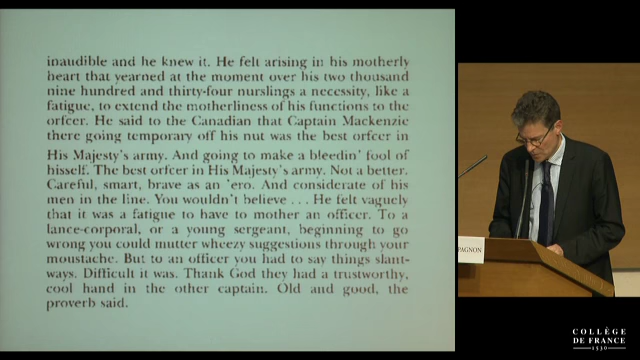 inaudible and he knew it. He felt arising in his motherly
heart that yearned at the moment over his two thousand
nine hundred and thirty-four nurslings a necessity, like a
fatigue, to extend the motherliness of his functions to the
orfcer. He said to the Canadian that Captain Mackenzie
there going temporary off his nut was the best orfcer in
His Majesty's army. And going to make a bleedin' fool of
hisself. The best orfcer in His Majesty's army. Not a better.
Careful, smart, brave as an 'ero. And considerate of his
men in the line. You wouldn't believe . . . He felt vaguely
that it was a fatigue to have to mother an officer. To a
lance-corporal, or a young sergeant, beginning to go
wrong you could mutter wheezy suggestions through your
moustache. But to an officer you had to say things slant-
ways. Difficult it was. Thank God they had a trustworthy,
cool hand in the other captain. Old and good, the
proverb said.
PAGNON
COLLÈGE
DE FRANCE
1530